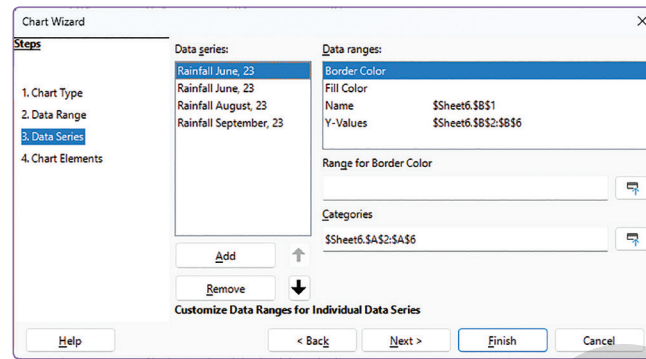 Chart Wizard
Steps
1. Chart Type
2. Data Range
3. Data Series
4. Chart Elements
Data series:
Rainfall June, 23
Rainfall June, 23
Rainfall August, 23
Rainfall September, 23
Add
Remove
Data ranges:
Border Color
Fill Color
Name $Sheet6.$B$1
Y-Values $Sheet6.$B$2:$B$6
Range for Border Color
Categories
$Sheet6.$A$2:$A$6
Customize Data Ranges for Individual Data Series
Help
< Back
Next >
Finish
Cancel